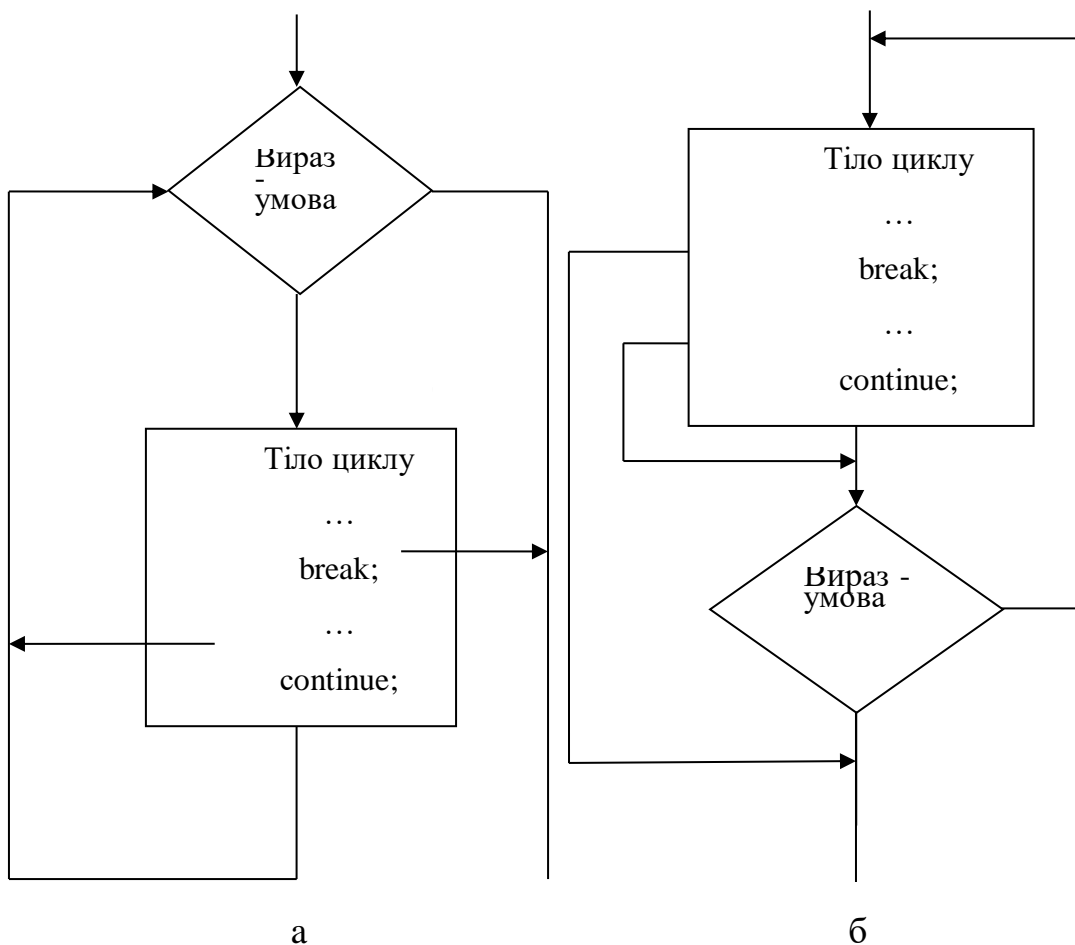 Вираз
-
умова
Тіло циклу
…
break;
…
continue;
а
Тіло циклу
…
break;
…
continue;
Вираз -
умова
б